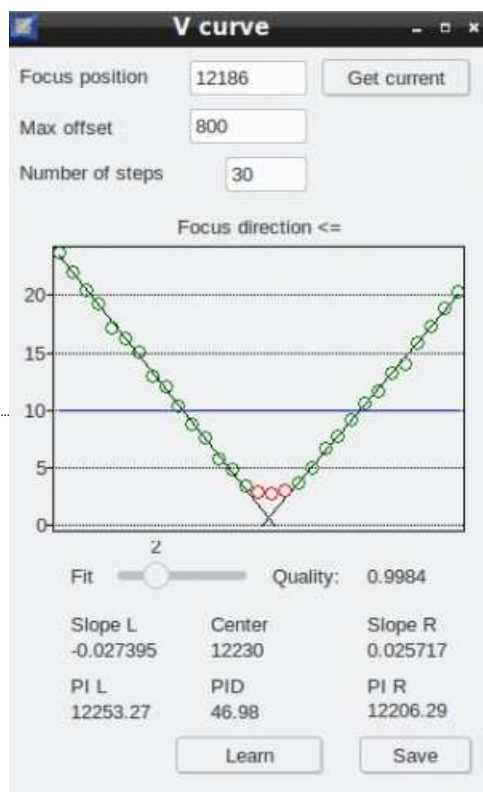 V curve
Focus position 12186 Get current
Max offset 800
Number of steps 30
Focus direction <=
20
15
10
5
0
2
Fit Quality: 0.9984
Slope L Center Slope R
-0.027395 12230 0.025717
PI L PID PI R
12253.27 46.98 12206.29
Learn Save